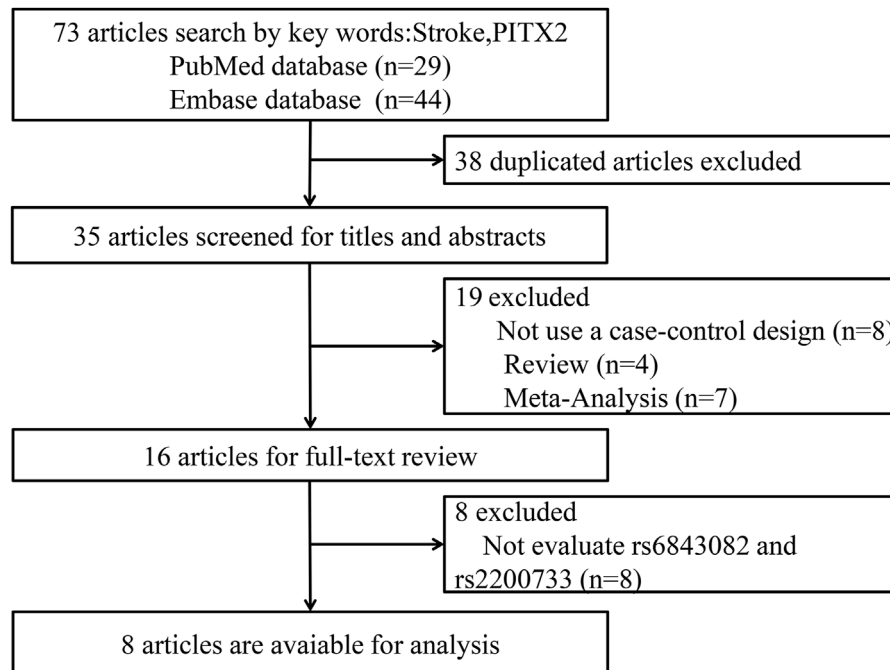 73 articles search by key words:Stroke,PITX2
PubMed database (n=29)
Embase database (n=44)
38 duplicated articles excluded
35 articles screened for titles and abstracts
19 excluded
Not use a case-control design (n=8)
Review (n=4)
Meta-Analysis (n=7)
16 articles for full-text review
8 excluded
Not evaluate rs6843082 and
rs2200733 (n=8)
8 articles are avaiable for analysis